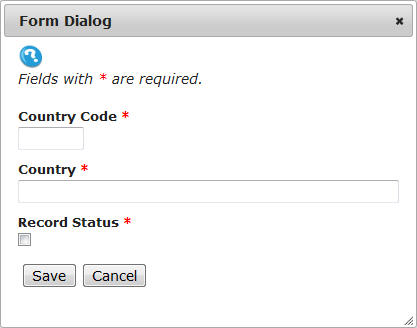 Form Dialog
Fields with * are required.
Country Code *
Country *
Record Status *
Save Cancel